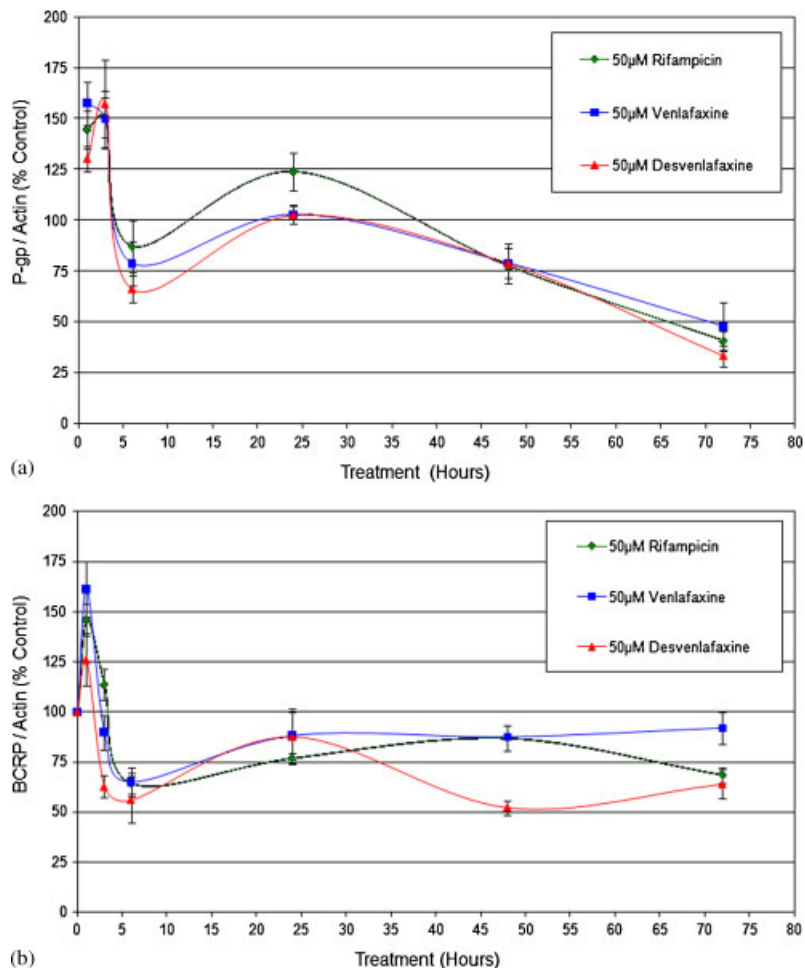 200
175
150
125
100
75
50
25
0
P-gp / Actin (% Control)
50µM Rifampicin
50µM Venlafaxine
50µM Desvenlafaxine
0 5 10 15 20 25 30 35 40 45 50 55 60 65 70 75 80
(a)
Treatment (Hours)
200
175
150
125
100
75
50
25
0
BCRP / Actin (% Control)
50µM Rifampicin
50µM Venlafaxine
50µM Desvenlafaxine
0 5 10 15 20 25 30 35 40 45 50 55 60 65 70 75 80
(b)
Treatment (Hours)